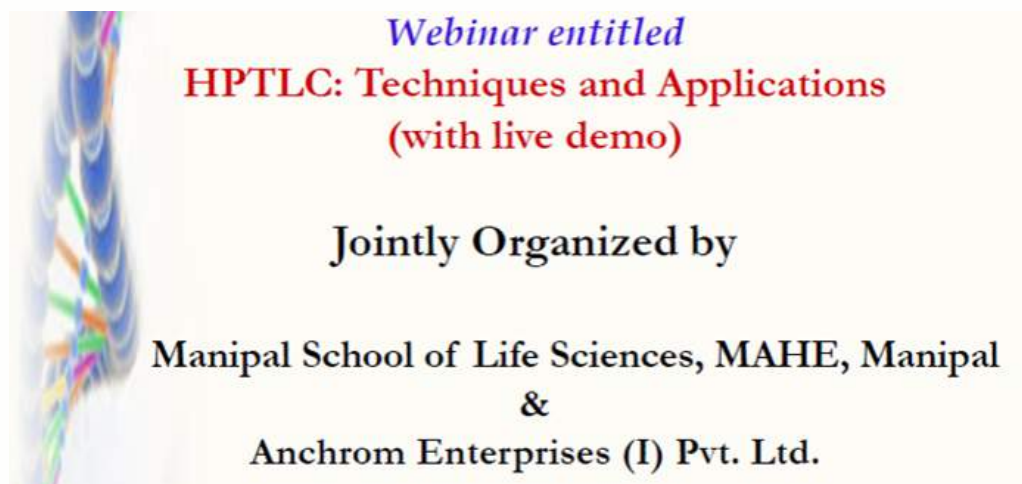 Webinar entitled
HPTLC: Techniques and Applications
(with live demo)
Jointly Organized by
Manipal School of Life Sciences, MAHE, Manipal
&
Anchrom Enterprises (I) Pvt. Ltd.